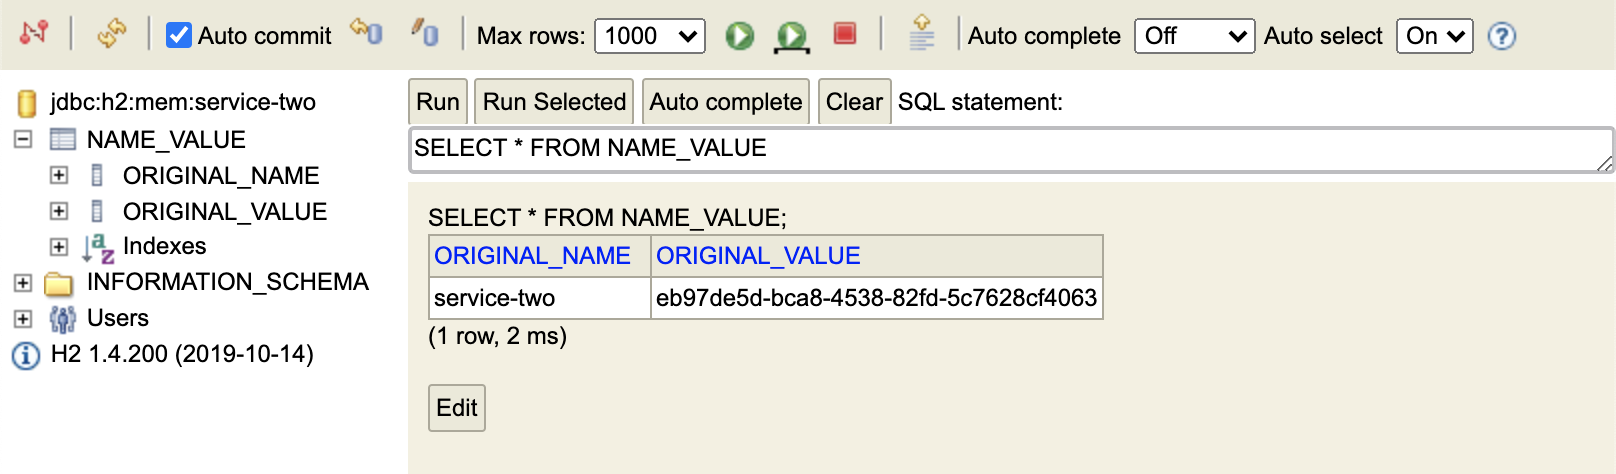 Auto commit Max rows: 1000 Auto complete Off Auto select On ?
jdbc:h2:mem:service-two
NAME_VALUE
ORIGINAL_NAME
ORIGINAL_VALUE
Indexes
INFORMATION_SCHEMA
Users
H2 1.4.200 (2019-10-14)
Run Run Selected Auto complete Clear SQL statement:
SELECT * FROM NAME_VALUE
SELECT * FROM NAME_VALUE;
ORIGINAL_NAME ORIGINAL_VALUE
service-two eb97de5d-bca8-4538-82fd-5c7628cf4063
(1 row, 2 ms)
Edit